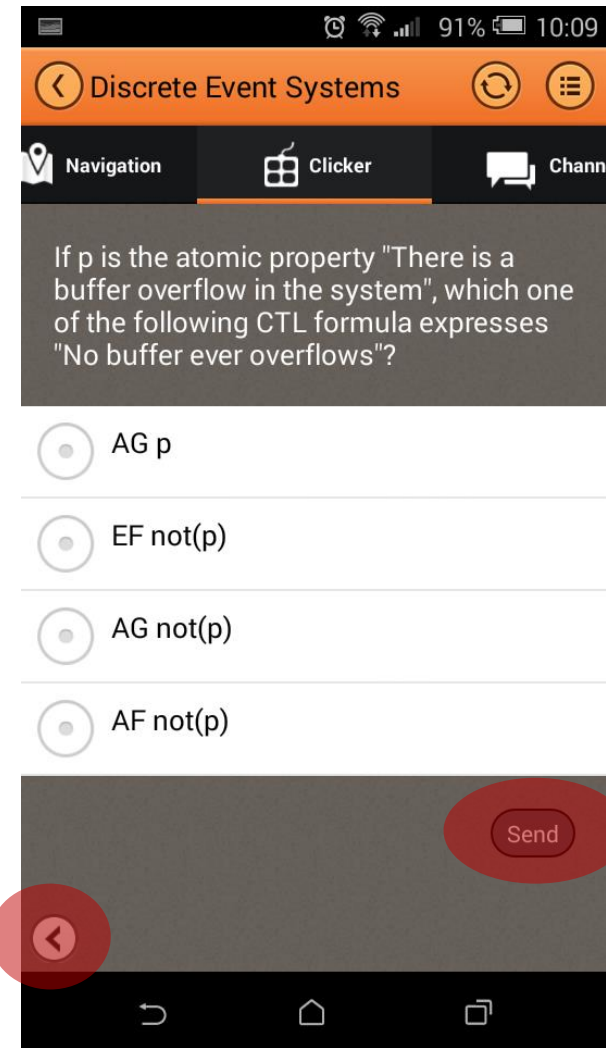 91% 10:09
Discrete Event Systems
Navigation Clicker Chann
If p is the atomic property "There is a
buffer overflow in the system", which one
of the following CTL formula expresses
"No buffer ever overflows"?
AG p
EF not(p)
AG not(p)
AF not(p)
Send